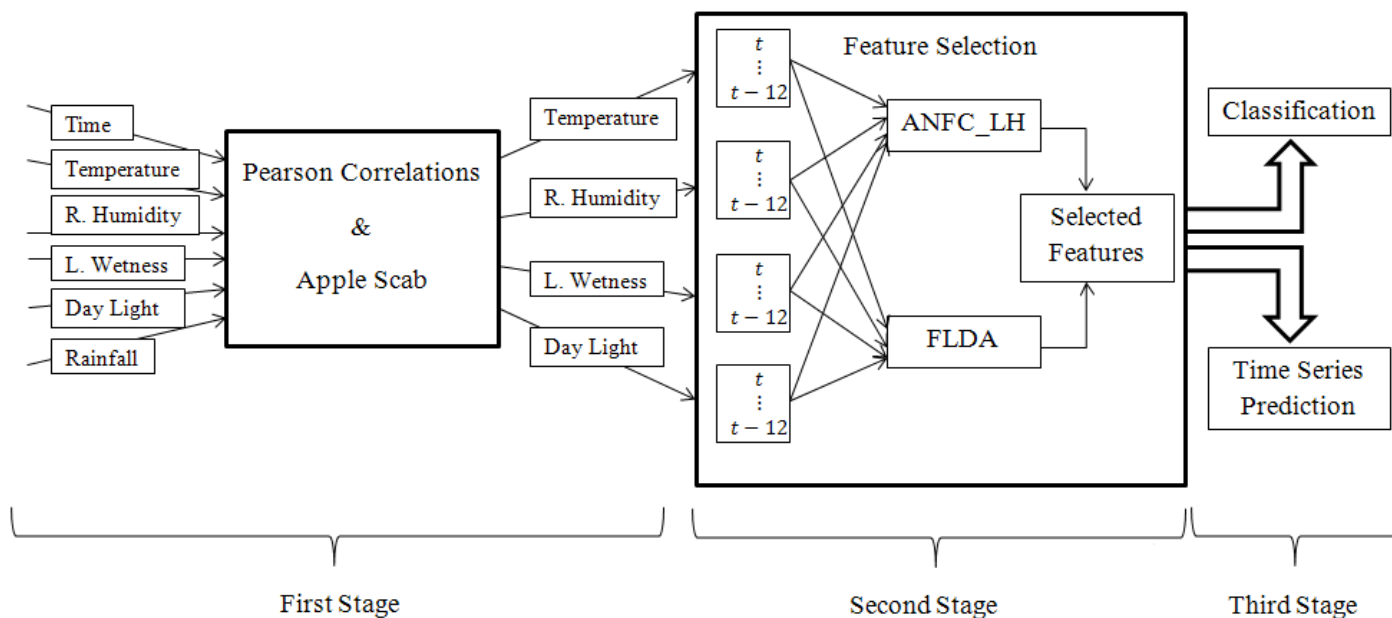 Time
Temperature
R. Humidity
L. Wetness
Day Light
Rainfall
Pearson Correlations
&
Apple Scab
Temperature
R. Humidity
L. Wetness
Day Light
Feature Selection
t
⋮
t − 12
t
⋮
t − 12
t
⋮
t − 12
t
⋮
t − 12
ANFC_LH
FLDA
Selected
Features
Classification
Time Series
Prediction
First Stage
Second Stage
Third Stage